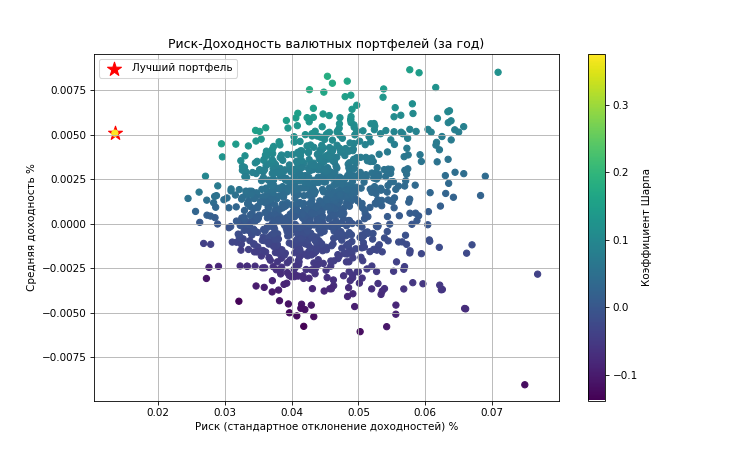 Риск-Доходность валютных портфелей (за год)
Лучший портфель
Средняя доходность %
0.0075
0.0050
0.0025
0.0000
−0.0025
−0.0050
−0.0075
0.02 0.03 0.04 0.05 0.06 0.07
Риск (стандартное отклонение доходностей) %
0.3
0.2
0.1
0.0
−0.1
Коэффициент Шарпа